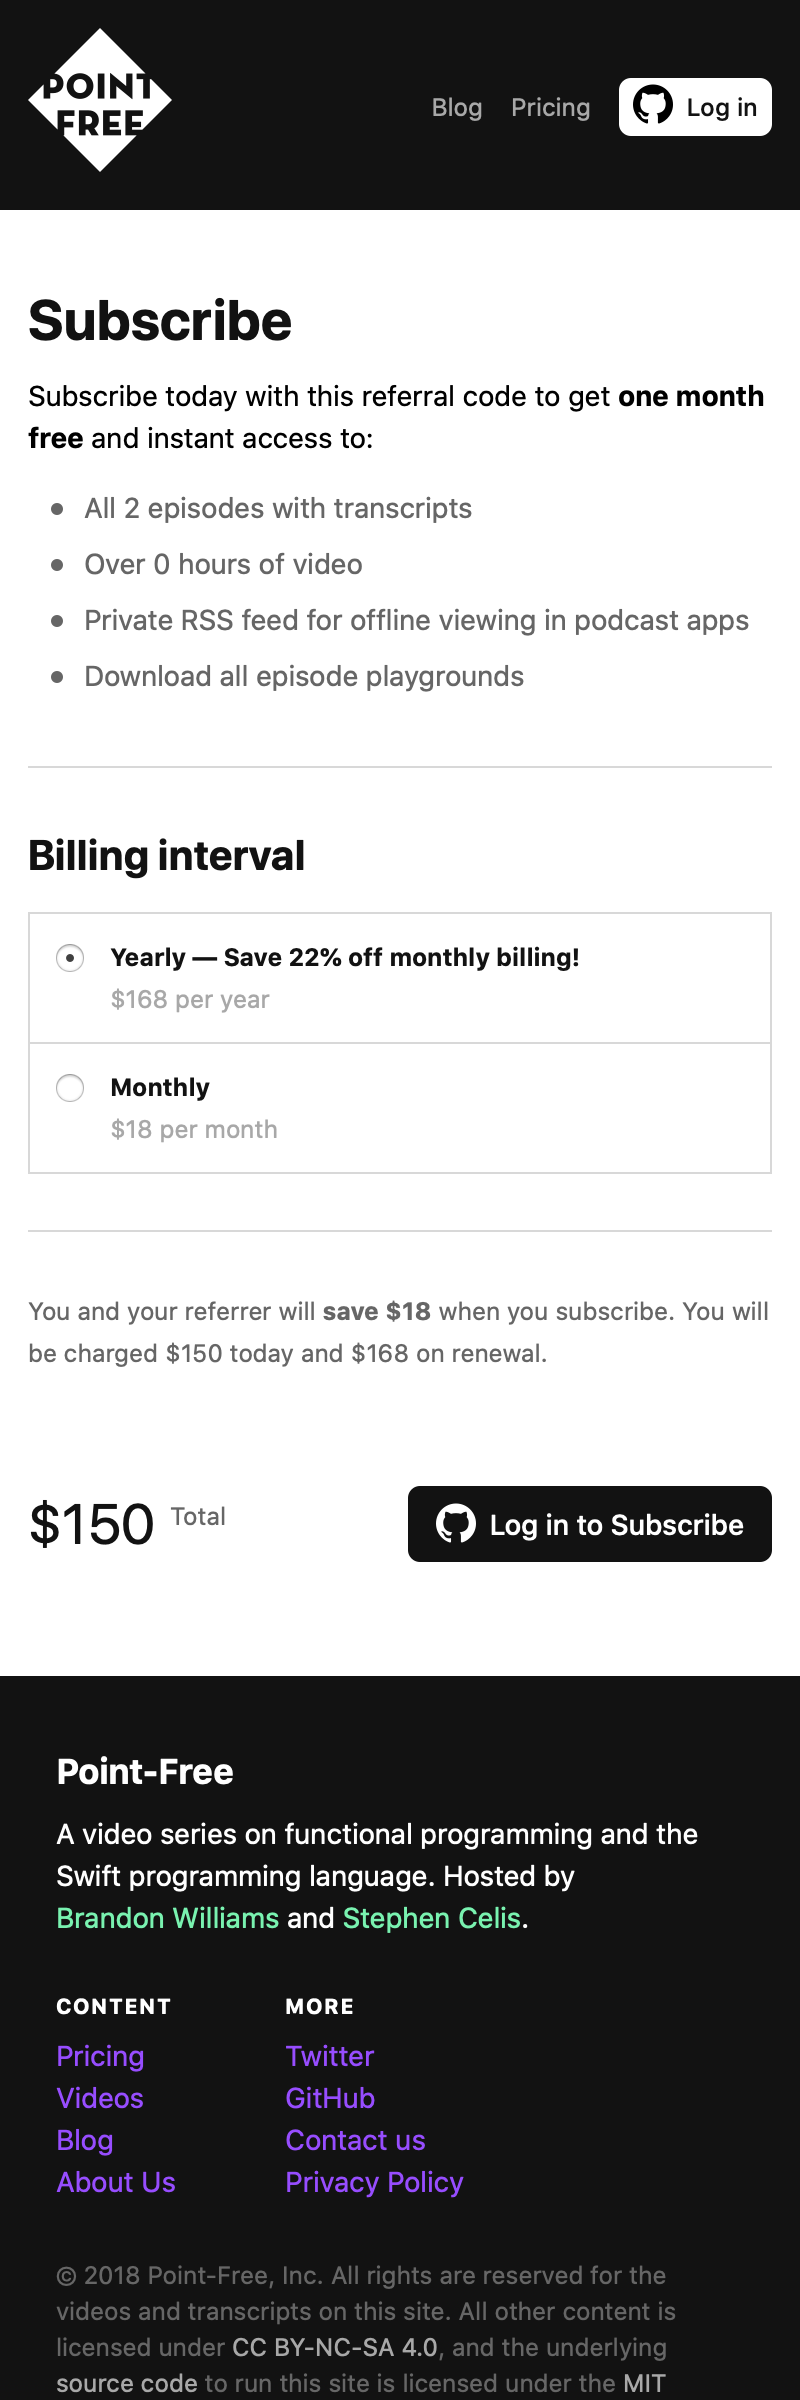 POINT
FREE
Blog
Pricing
Log in
Subscribe
Subscribe today with this referral code to get one month
free and instant access to:
All 2 episodes with transcripts
Over 0 hours of video
Private RSS feed for offline viewing in podcast apps
Download all episode playgrounds
Billing interval
Yearly — Save 22% off monthly billing!
$168 per year
Monthly
$18 per month
You and your referrer will save $18 when you subscribe. You will
be charged $150 today and $168 on renewal.
$150 Total
Log in to Subscribe
Point-Free
A video series on functional programming and the
Swift programming language. Hosted by
Brandon Williams and Stephen Celis.
CONTENT
Pricing
Videos
Blog
About Us
MORE
Twitter
GitHub
Contact us
Privacy Policy
© 2018 Point-Free, Inc. All rights are reserved for the
videos and transcripts on this site. All other content is
licensed under CC BY-NC-SA 4.0, and the underlying
source code to run this site is licensed under the MIT